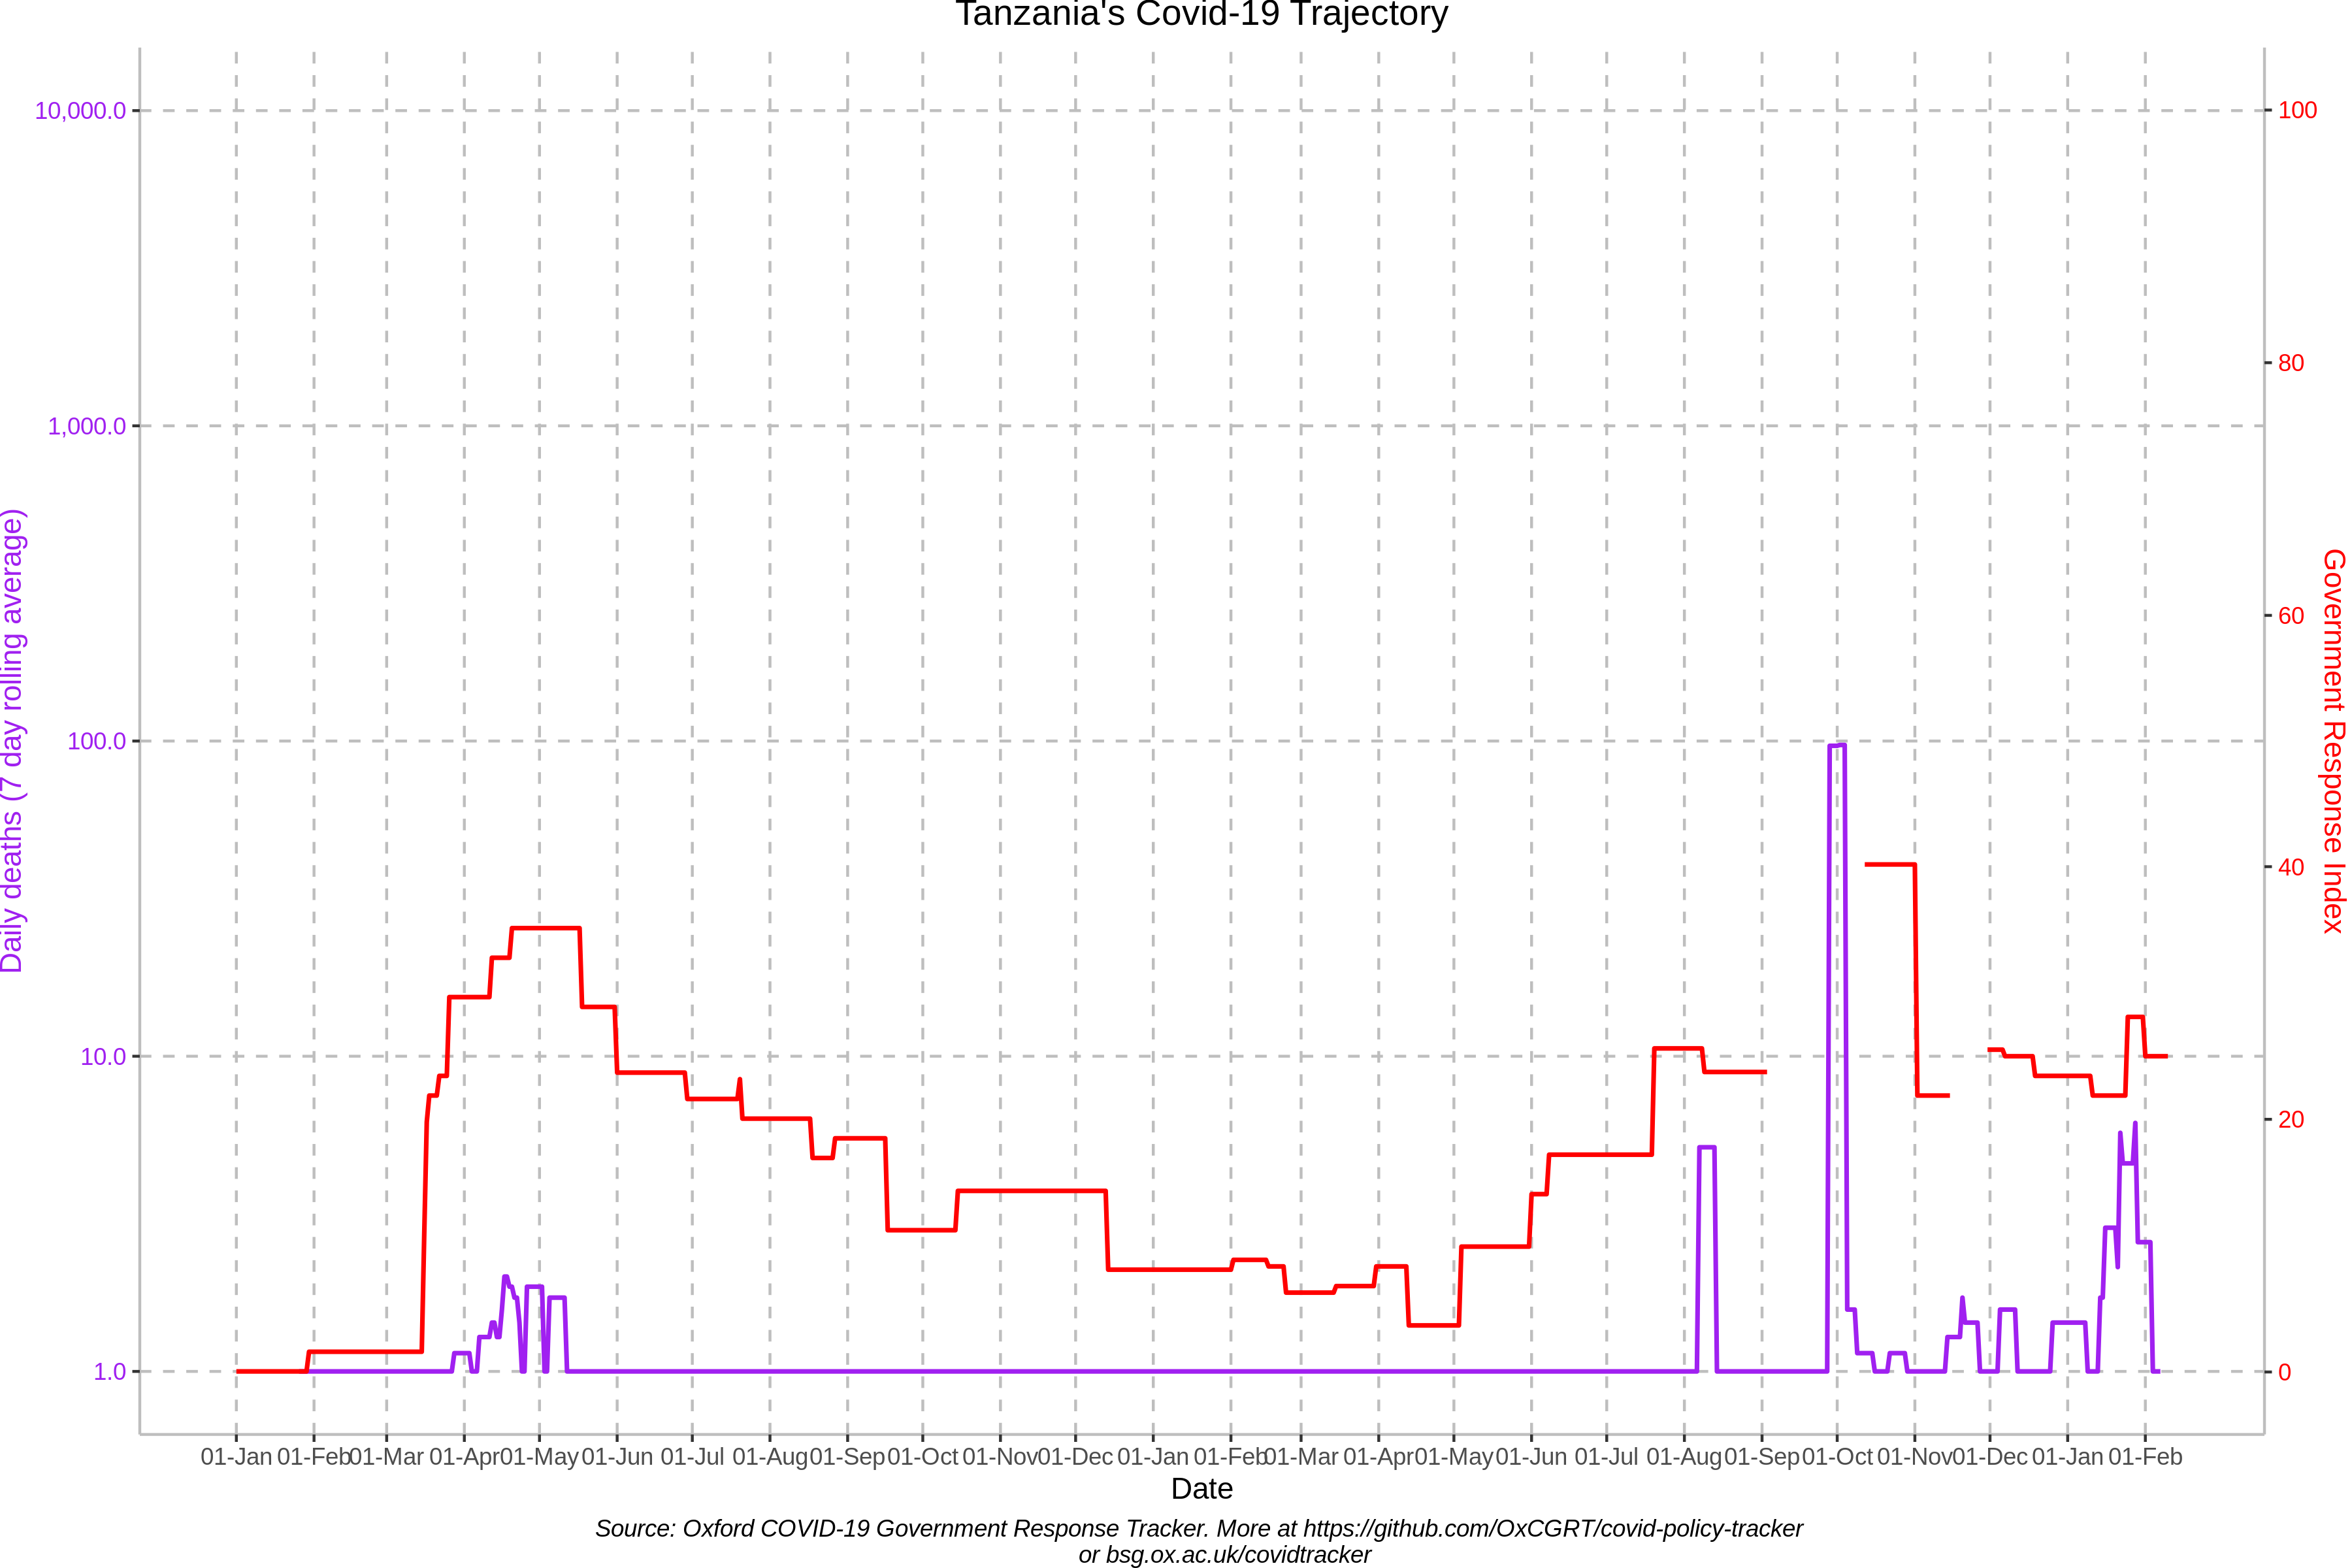 Tanzania's Covid-19 Trajectory
10,000.0
1,000.0
100.0
10.0
1.0
Daily deaths (7 day rolling average)
100
80
60
40
20
0
Government Response Index
01-Jan 01-Feb 01-Mar 01-Apr 01-May 01-Jun 01-Jul 01-Aug 01-Sep 01-Oct 01-Nov 01-Dec 01-Jan 01-Feb 01-Mar 01-Apr 01-May 01-Jun 01-Jul 01-Aug 01-Sep 01-Oct 01-Nov 01-Dec 01-Jan 01-Feb
Date
Source: Oxford COVID-19 Government Response Tracker. More at https://github.com/OxCGRT/covid-policy-tracker
or bsg.ox.ac.uk/covidtracker